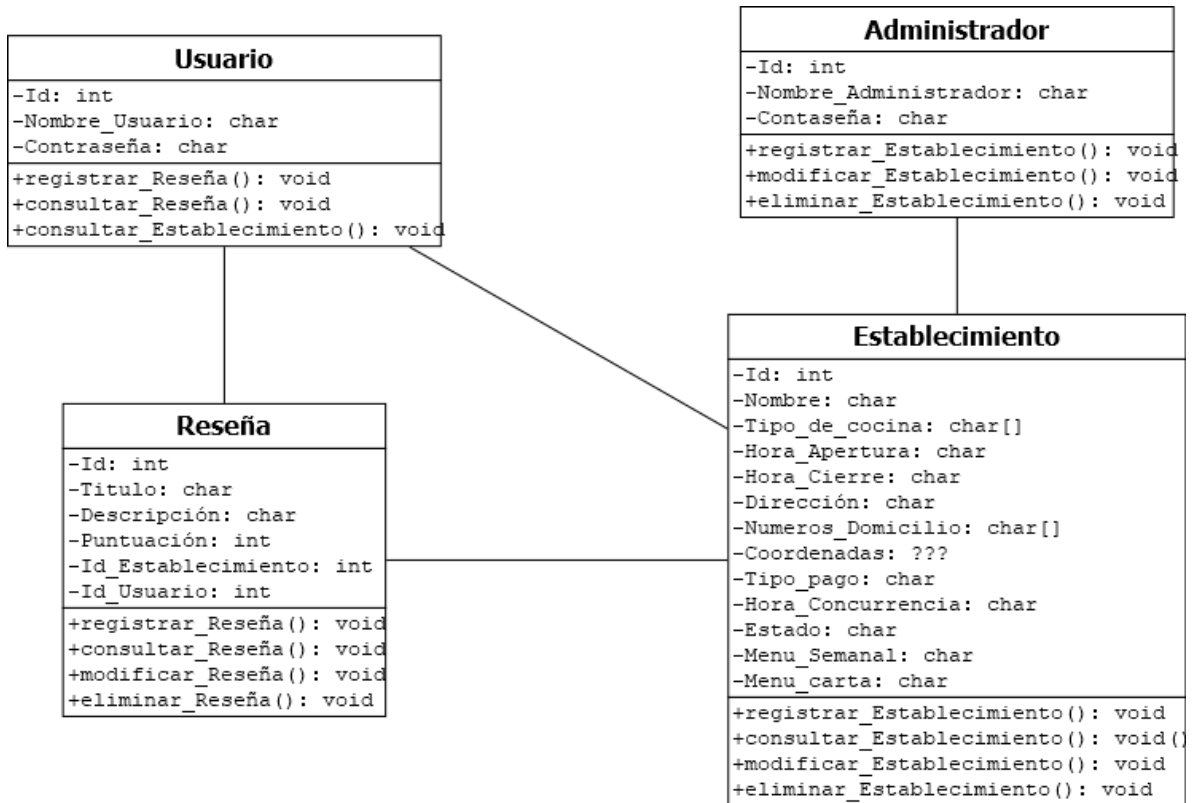 Usuario
-Id: int
-Nombre_Usuario: char
-Contraseña: char
+registrar_Reseña(): void
+consultar_Reseña(): void
+consultar_Establecimiento(): void
Administrador
-Id: int
-Nombre_Administrador: char
-Contaseña: char
+registrar_Establecimiento(): void
+modificar_Establecimiento(): void
+eliminar_Establecimiento(): void
Reseña
-Id: int
-Titulo: char
-Descripción: char
-Puntuación: int
-Id_Establecimiento: int
-Id_Usuario: int
+registrar_Reseña(): void
+consultar_Reseña(): void
+modificar_Reseña(): void
+eliminar_Reseña(): void
Establecimiento
-Id: int
-Nombre: char
-Tipo_de_cocina: char[]
-Hora_Apertura: char
-Hora_Cierre: char
-Dirección: char
-Numeros_Domicilio: char[]
-Coordenadas: ???
-Tipo_pago: char
-Hora_Concurrencia: char
-Estado: char
-Menu_Semanal: char
-Menu_carta: char
+registrar_Establecimiento(): void
+consultar_Establecimiento(): void()
+modificar_Establecimiento(): void
+eliminar_Establecimiento(): void